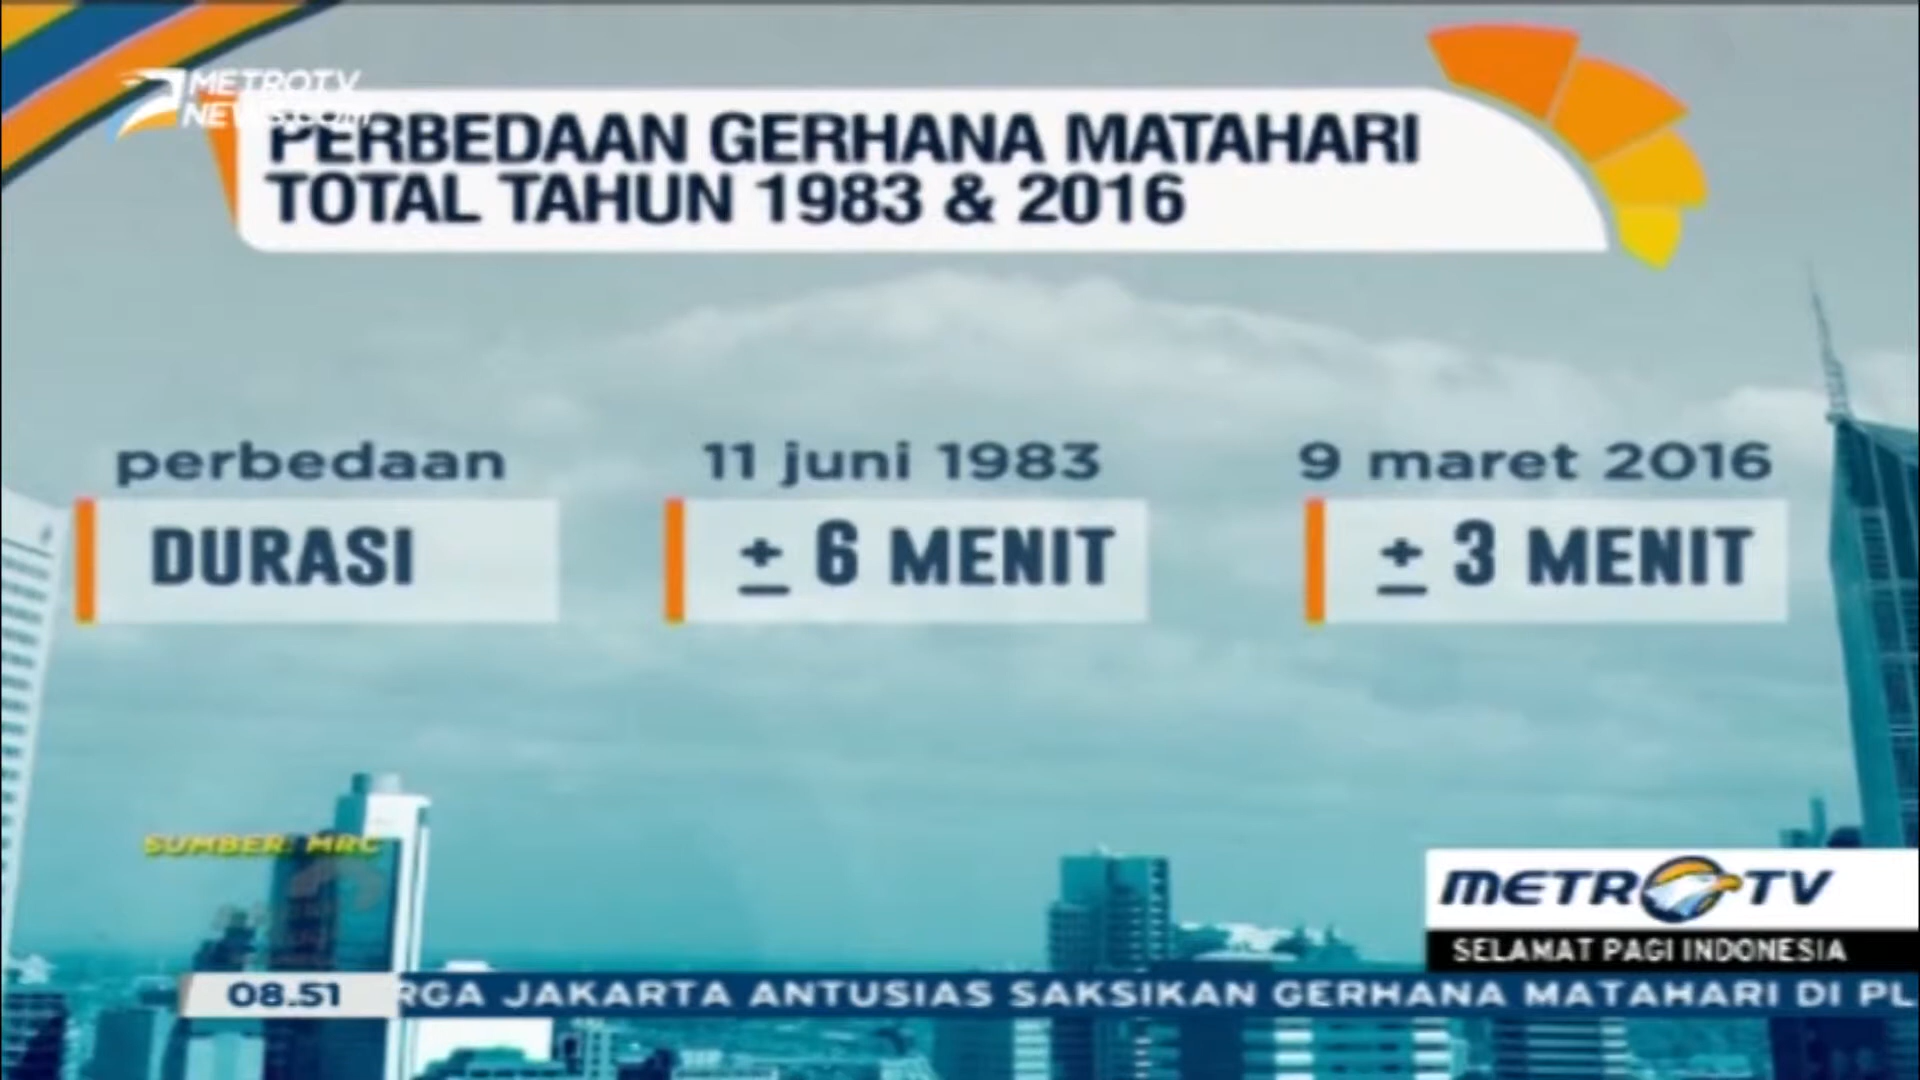 METROTV
NEWS.COM
PERBEDAAN GERHANA MATAHARI
TOTAL TAHUN 1983 & 2016
perbedaan
11 juni 1983
9 maret 2016
DURASI
± 6 MENIT
± 3 MENIT
SUMBER: MRC
METROTV
SELAMAT PAGI INDONESIA
08.51
RGA JAKARTA ANTUSIAS SAKSIKAN GERHANA MATAHARI DI PL